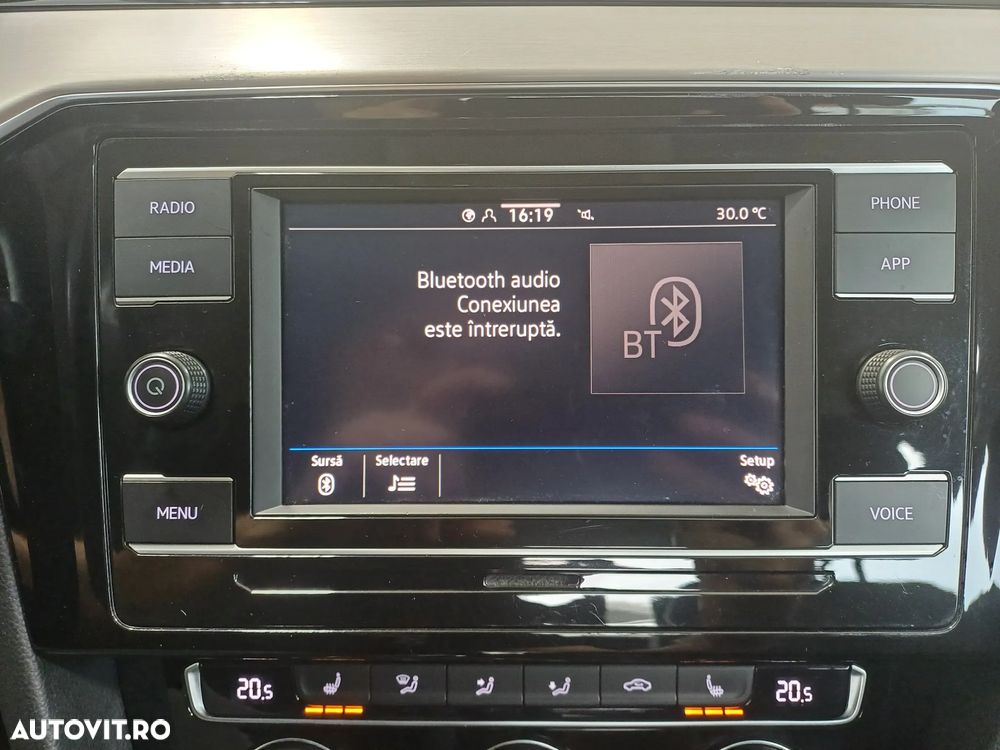 RADIO
MEDIA
MENU
16:19
30.0 °C
Bluetooth audio
Conexiunea
este întreruptă.
BT
Sursă
Selectare
Setup
PHONE
APP
VOICE
20.5
20.5
AUTOVIT.RO